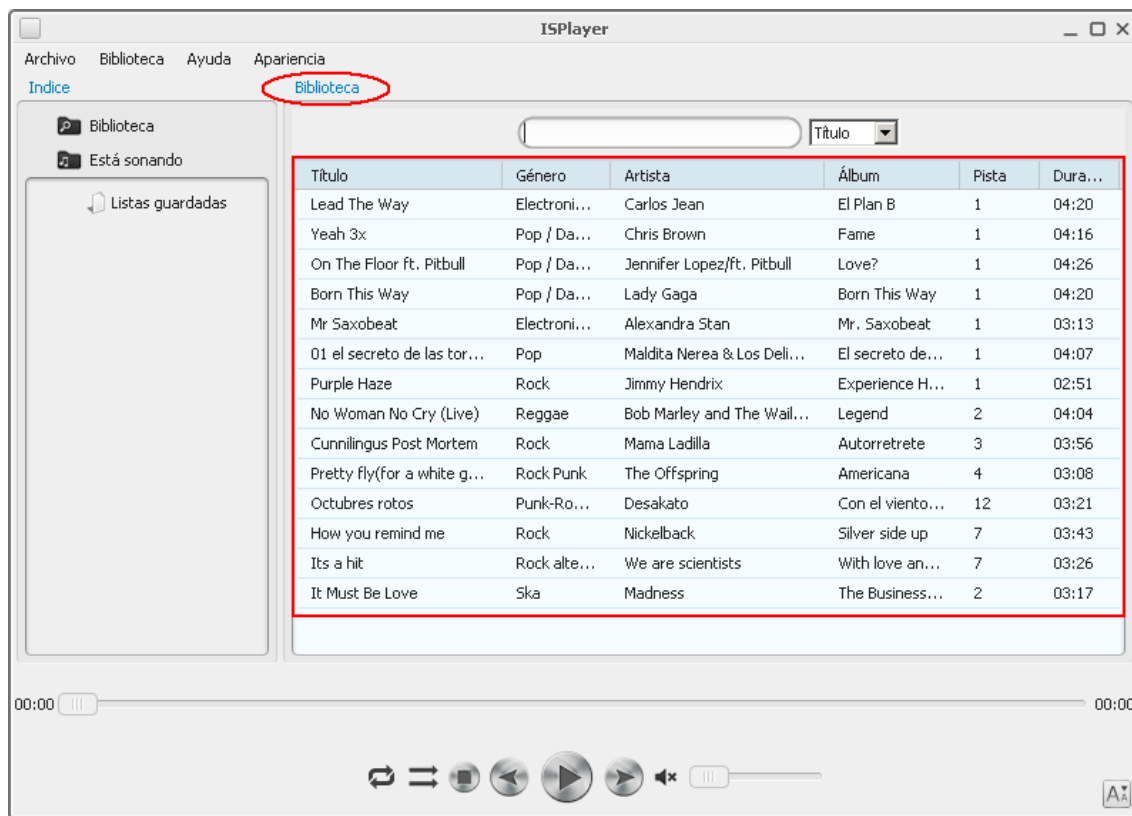 ISPlayer
Archivo Biblioteca Ayuda Apariencia
Indice Biblioteca
Biblioteca
Título
Está sonando
Listas guardadas
Título Género Artista Álbum Pista Dura...
Lead The Way Electroni... Carlos Jean El Plan B 1 04:20
Yeah 3x Pop / Da... Chris Brown Fame 1 04:16
On The Floor ft. Pitbull Pop / Da... Jennifer Lopez/ft. Pitbull Love? 1 04:26
Born This Way Pop / Da... Lady Gaga Born This Way 1 04:20
Mr Saxobeat Electroni... Alexandra Stan Mr. Saxobeat 1 03:13
01 el secreto de las tor... Pop Maldita Nerea & Los Deli... El secreto de... 1 04:07
Purple Haze Rock Jimmy Hendrix Experience H... 1 02:51
No Woman No Cry (Live) Reggae Bob Marley and The Wail... Legend 2 04:04
Cunnilingus Post Mortem Rock Mama Ladilla Autorretrete 3 03:56
Pretty fly(for a white g... Rock Punk The Offspring Americana 4 03:08
Octubres rotos Punk-Ro... Desakato Con el viento... 12 03:21
How you remind me Rock Nickelback Silver side up 7 03:43
Its a hit Rock alte... We are scientists With love an... 7 03:26
It Must Be Love Ska Madness The Business... 2 03:17
00:00 00:00